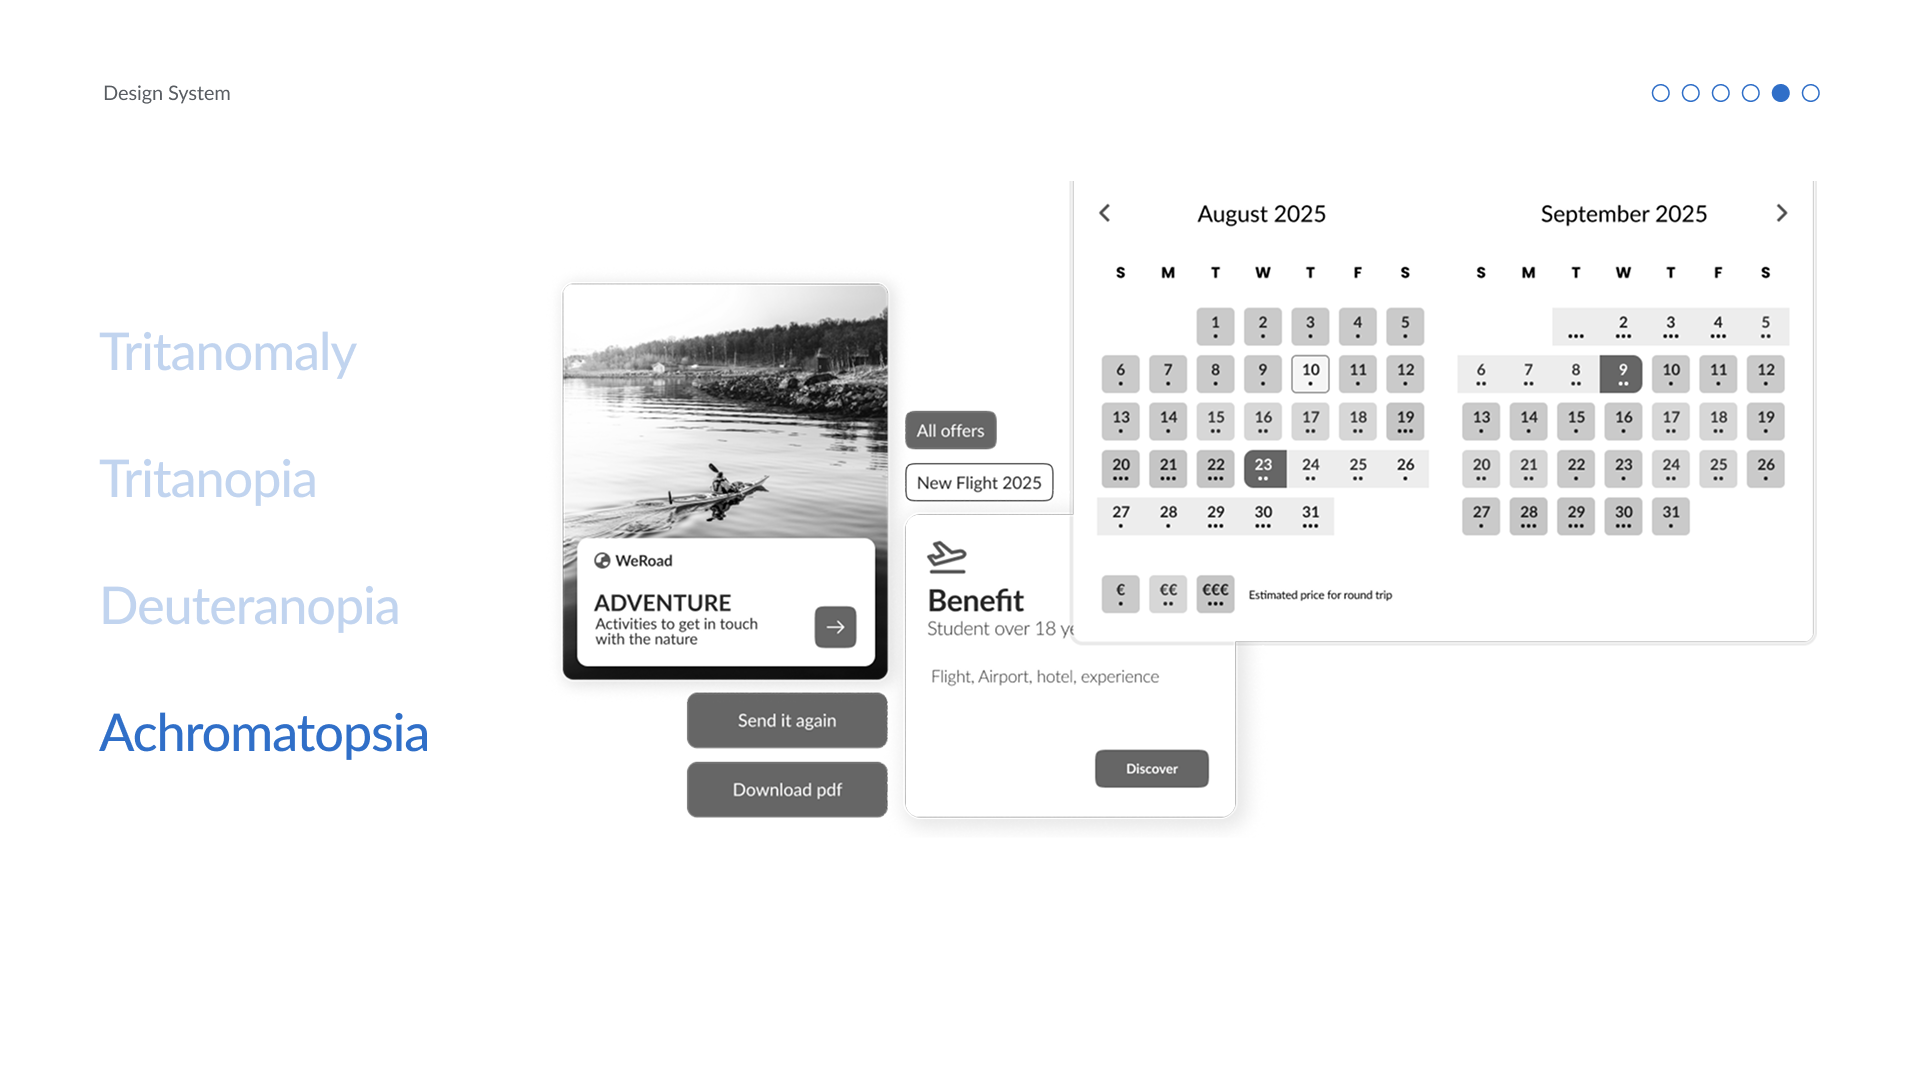 Design System
Tritanomaly
Tritanopia
Deuteranopia
Achromatopsia
WeRoad
ADVENTURE
Activities to get in touch
with the nature
Send it again
Download pdf
All offers
New Flight 2025
Benefit
Student over 18 ye
Flight, Airport, hotel, experience
Discover
August 2025
S M T W T F S
1 2 3 4 5
6 7 8 9 10 11 12
13 14 15 16 17 18 19
20 21 22 23 24 25 26
27 28 29 30 31
€ €€ €€€ Estimated price for round trip
September 2025
S M T W T F S
2 3 4 5
6 7 8 9 10 11 12
13 14 15 16 17 18 19
20 21 22 23 24 25 26
27 28 29 30 31